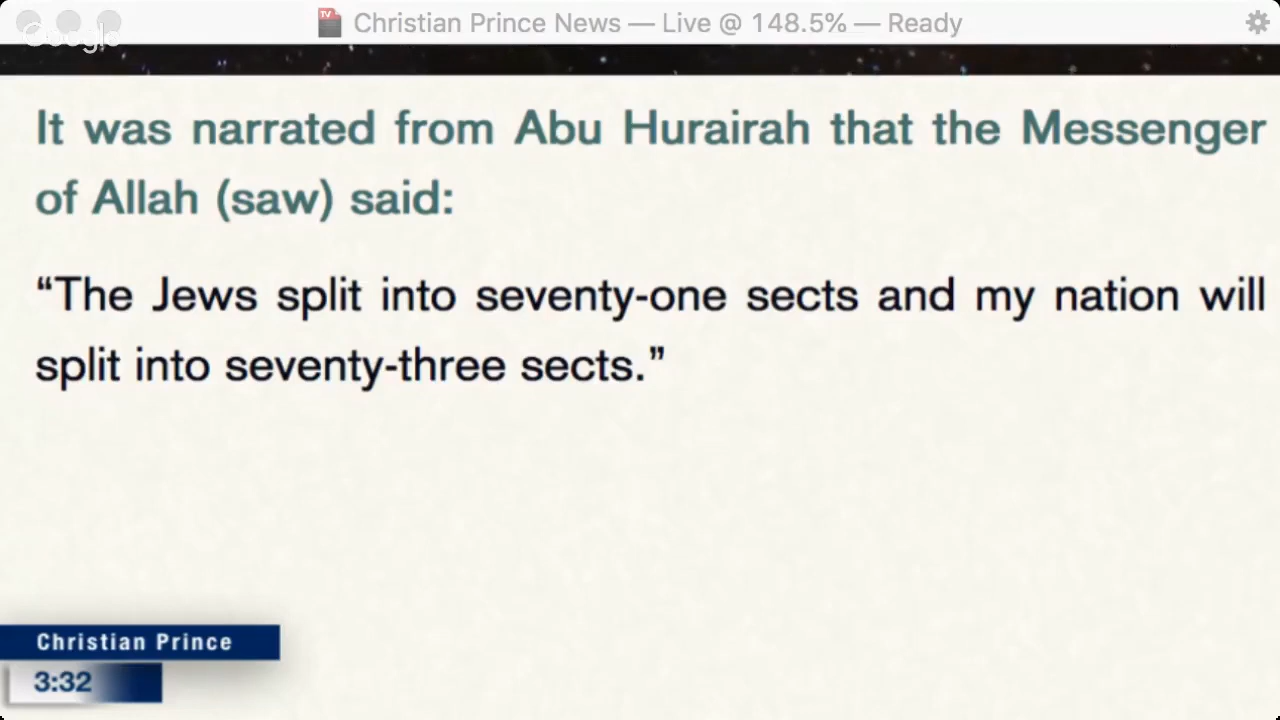 TV Christian Prince News — Live @ 148.5% — Ready
Google
It was narrated from Abu Hurairah that the Messenger
of Allah (saw) said:
“The Jews split into seventy-one sects and my nation will
split into seventy-three sects.”
Christian Prince
3:32